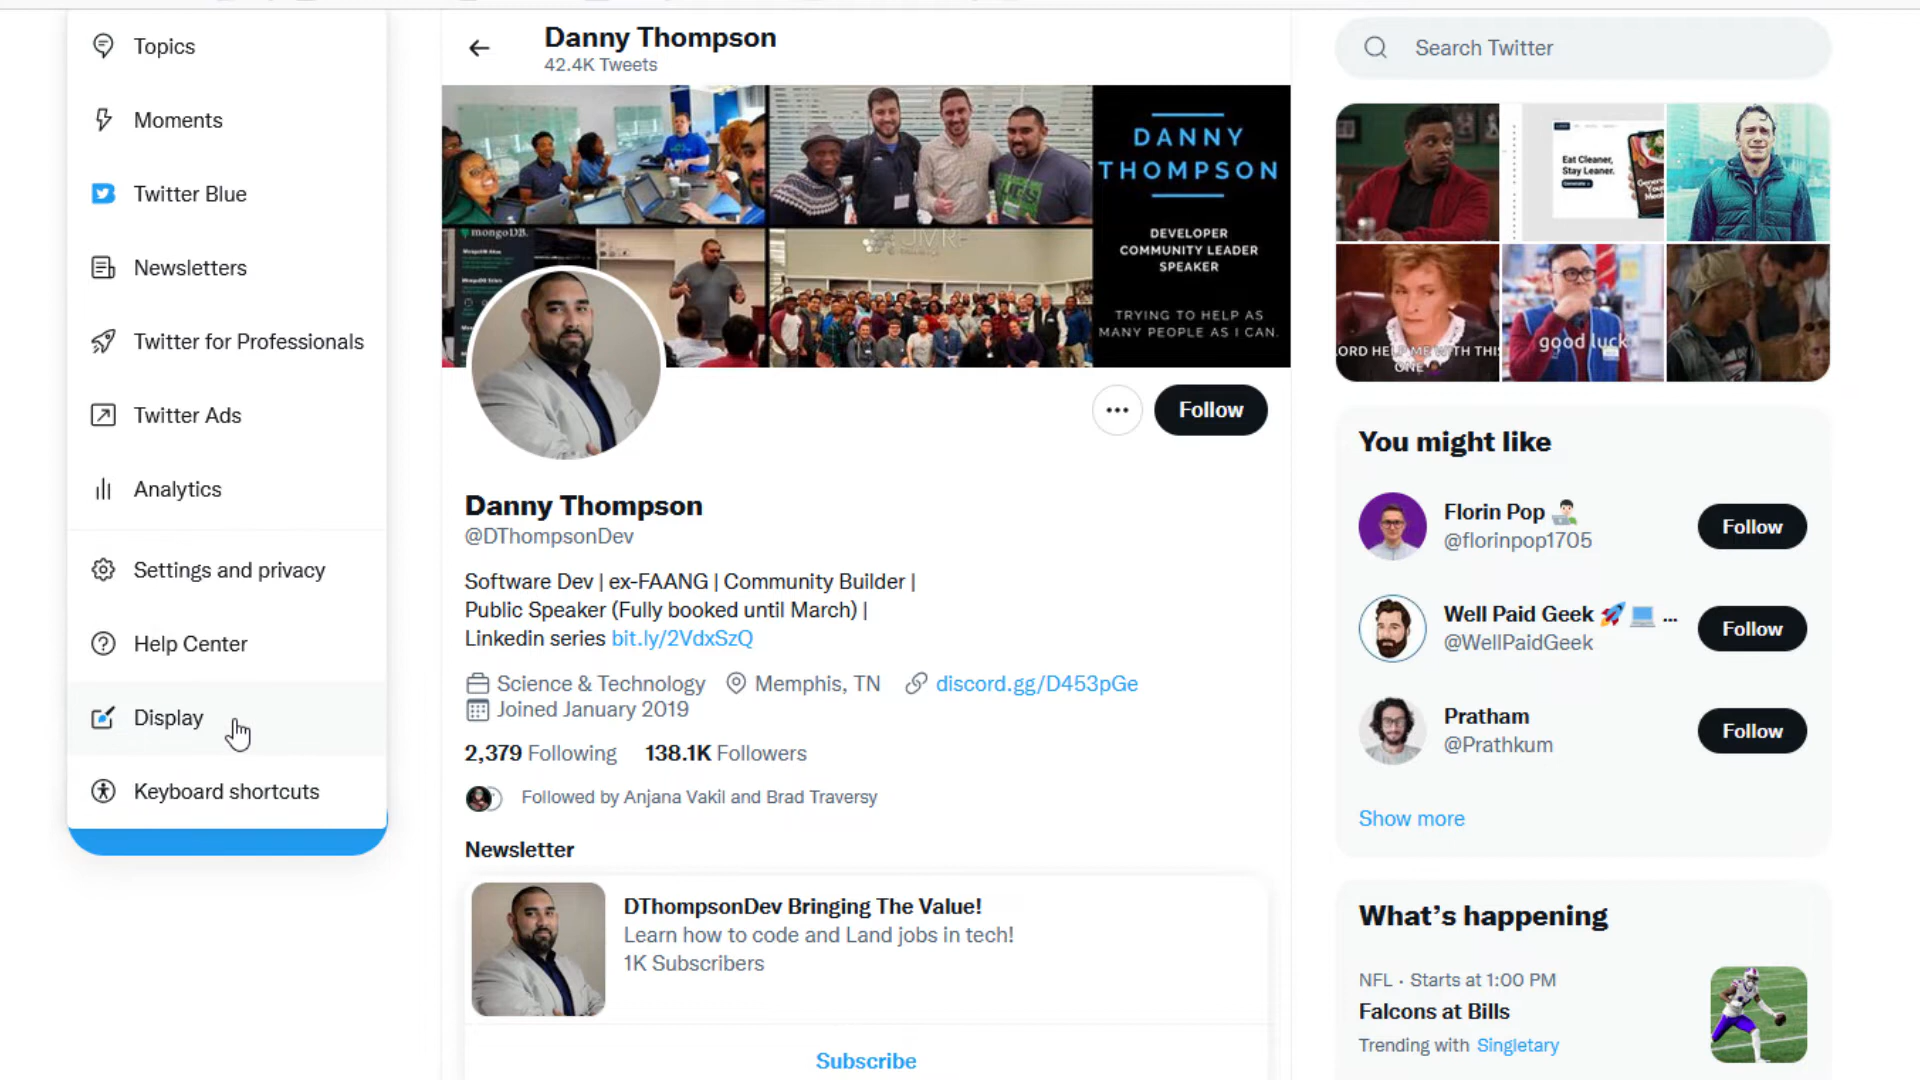 Topics
Moments
Twitter Blue
Newsletters
Twitter for Professionals
Twitter Ads
Analytics
Settings and privacy
Help Center
Display
Keyboard shortcuts
Danny Thompson
42.4K Tweets
DANNY
THOMPSON
DEVELOPER
COMMUNITY LEADER
SPEAKER
TRYING TO HELP AS
MANY PEOPLE AS I CAN.
mongoDB.
Follow
Danny Thompson
@DThompsonDev
Software Dev | ex-FAANG | Community Builder |
Public Speaker (Fully booked until March) |
Linkedin series bit.ly/2VdxSzQ
Science & Technology Memphis, TN discord.gg/D453pGe
Joined January 2019
2,379 Following 138.1K Followers
Followed by Anjana Vakil and Brad Traversy
Newsletter
DThompsonDev Bringing The Value!
Learn how to code and Land jobs in tech!
1K Subscribers
Subscribe
Search Twitter
Eat Cleaner,
Stay Leaner.
ORD HELP ME WITH THIS
ONE
good luck
You might like
Florin Pop
@florinpop1705
Follow
Well Paid Geek ...
@WellPaidGeek
Follow
Pratham
@Prathkum
Follow
Show more
What’s happening
NFL · Starts at 1:00 PM
Falcons at Bills
Trending with Singletary